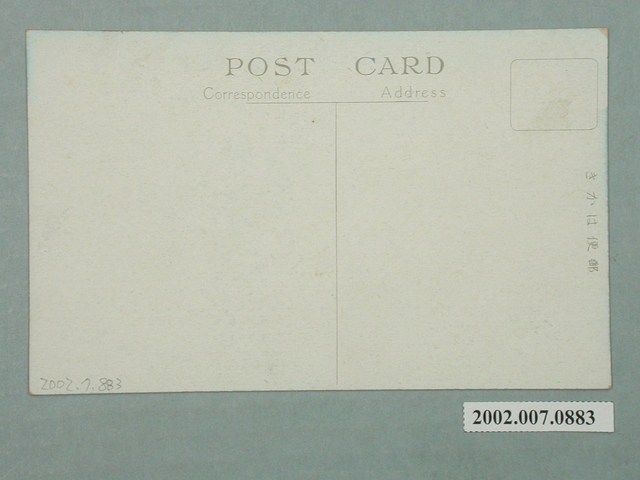 POST CARD
Correspondence Address
きかは便郵
2002.7.883
2002.007.0883